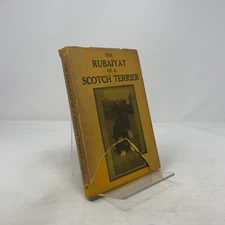 THE
RUBAIYAT
OF A
SCOTCH TERRIER